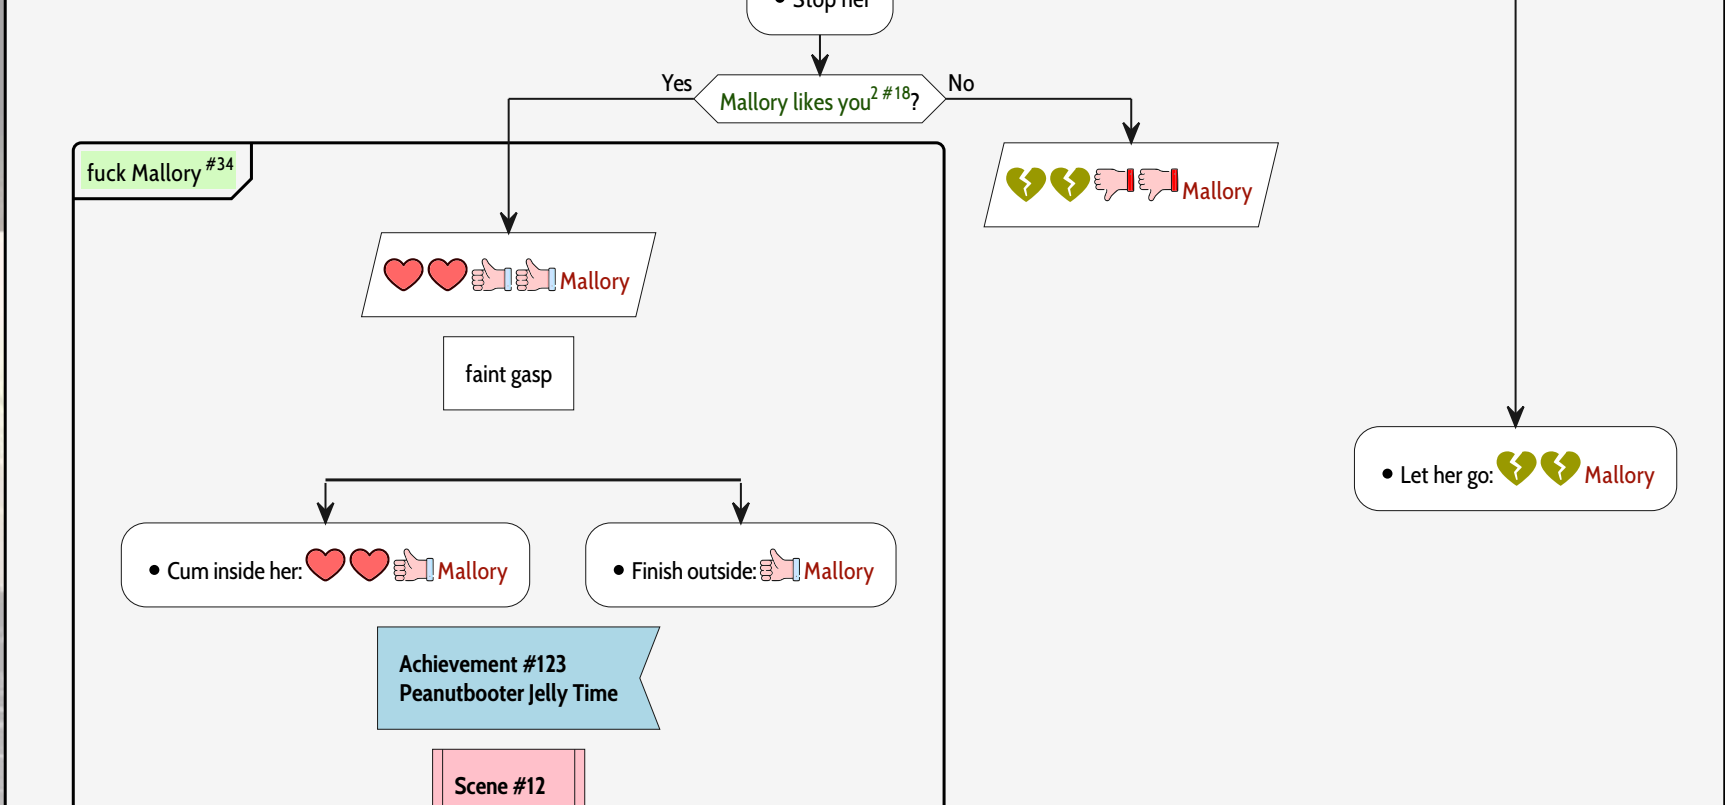 • Stop her
Yes
Mallory likes you2 #18?
No
fuck Mallory #34
Mallory
Mallory
faint gasp
• Let her go: Mallory
• Cum inside her: Mallory
• Finish outside: Mallory
Achievement #123
Peanutbooter Jelly Time
Scene #12